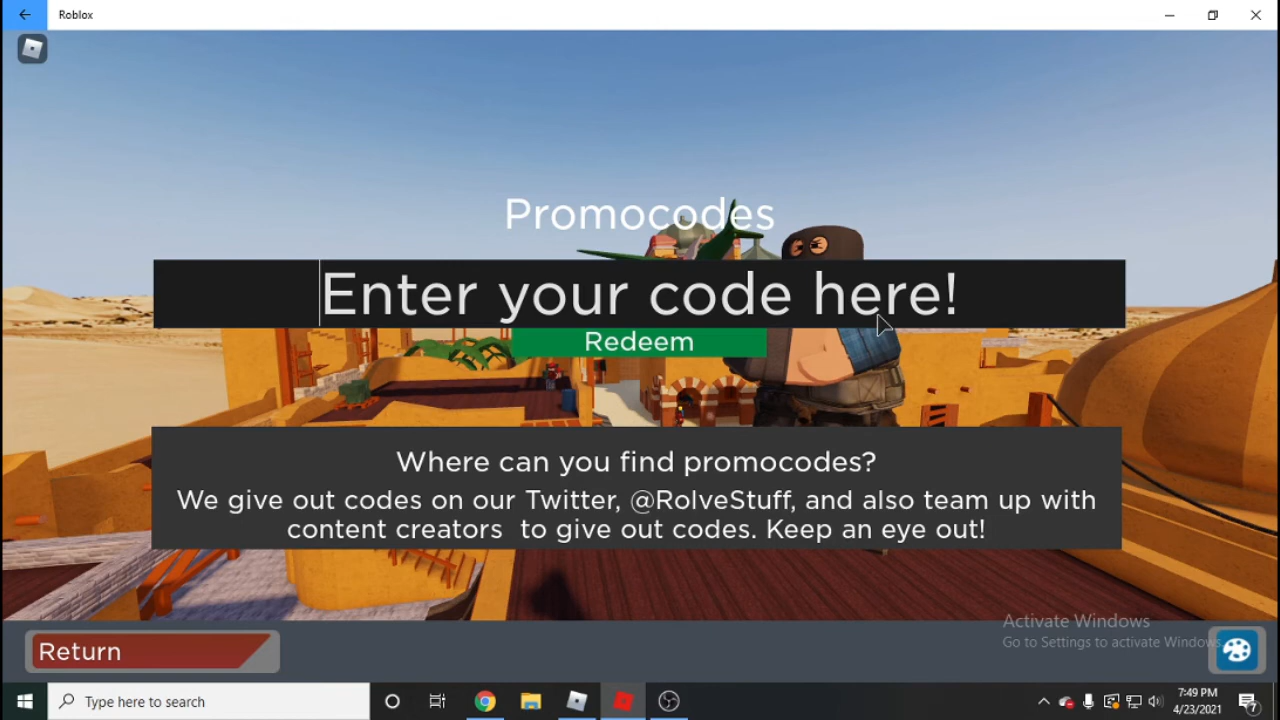 Roblox
Promocodes
Enter your code here!
Redeem
Where can you find promocodes?
We give out codes on our Twitter, @RolveStuff, and also team up with
content creators  to give out codes. Keep an eye out!
Activate Windows
Go to Settings to activate Windows.
Return
Type here to search
7:49 PM
4/23/2021
7